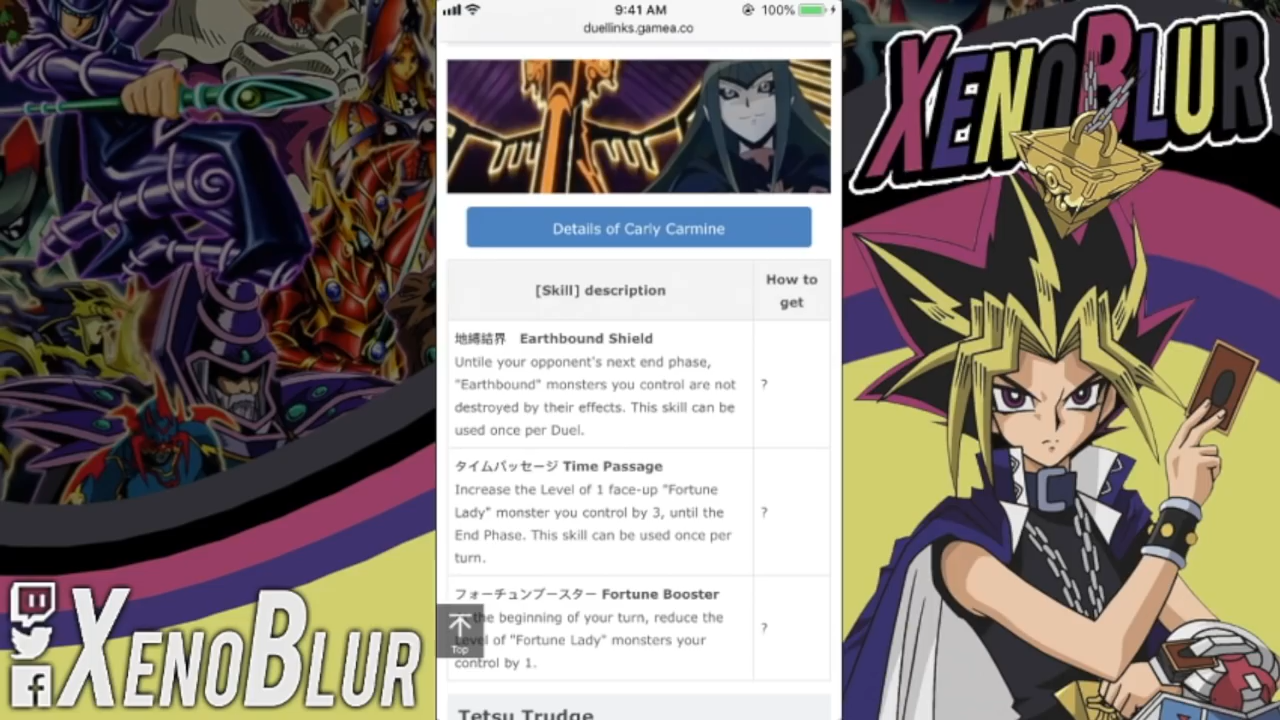 9:41 AM
100%
duellinks.gamea.co
XENOBLUR
Details of Carly Carmine
[Skill] description
How to
get
地縛結界 Earthbound Shield
Untile your opponent's next end phase,
"Earthbound" monsters you control are not
destroyed by their effects. This skill can be
used once per Duel.
?
タイムパッセージ Time Passage
Increase the Level of 1 face-up "Fortune
Lady" monster you control by 3, until the
End Phase. This skill can be used once per
turn.
?
フォーチュンブースター Fortune Booster
the beginning of your turn, reduce the
of "Fortune Lady" monsters your
control by 1.
?
Top
Tetsu Trudge
XENOBLUR